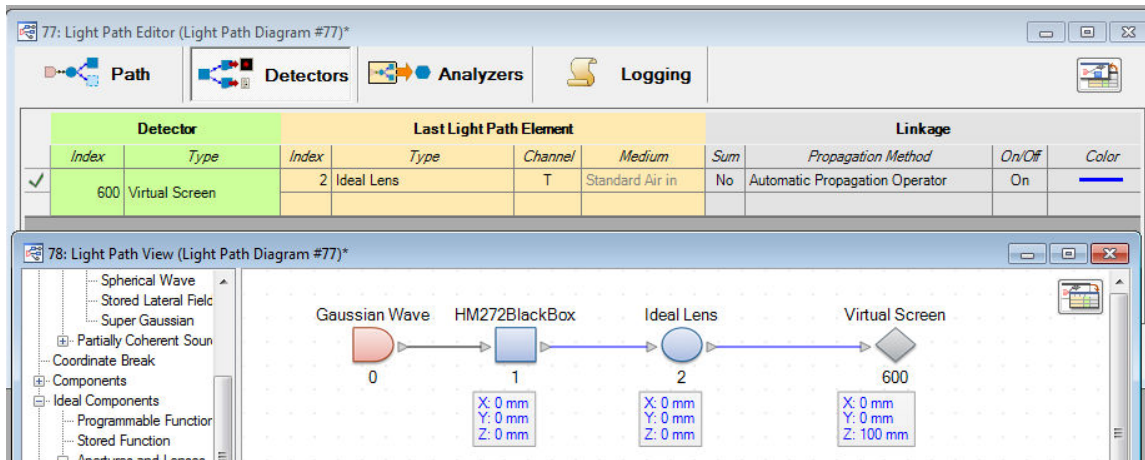 77: Light Path Editor (Light Path Diagram #77)*
Path Detectors Analyzers Logging
Detector Last Light Path Element Linkage
Index Type Index Type Channel Medium Sum Propagation Method On/Off Color
600 Virtual Screen 2 Ideal Lens T Standard Air in No Automatic Propagation Operator On
78: Light Path View (Light Path Diagram #77)*
Spherical Wave
Stored Lateral Field
Super Gaussian
Partially Coherent Sour
Coordinate Break
Components
Ideal Components
Programmable Function
Stored Function
Apertures and Lenses
Gaussian Wave HM272BlackBox Ideal Lens Virtual Screen
0 1 2 600
X: 0 mm X: 0 mm X: 0 mm
Y: 0 mm Y: 0 mm Y: 0 mm
Z: 0 mm Z: 0 mm Z: 100 mm